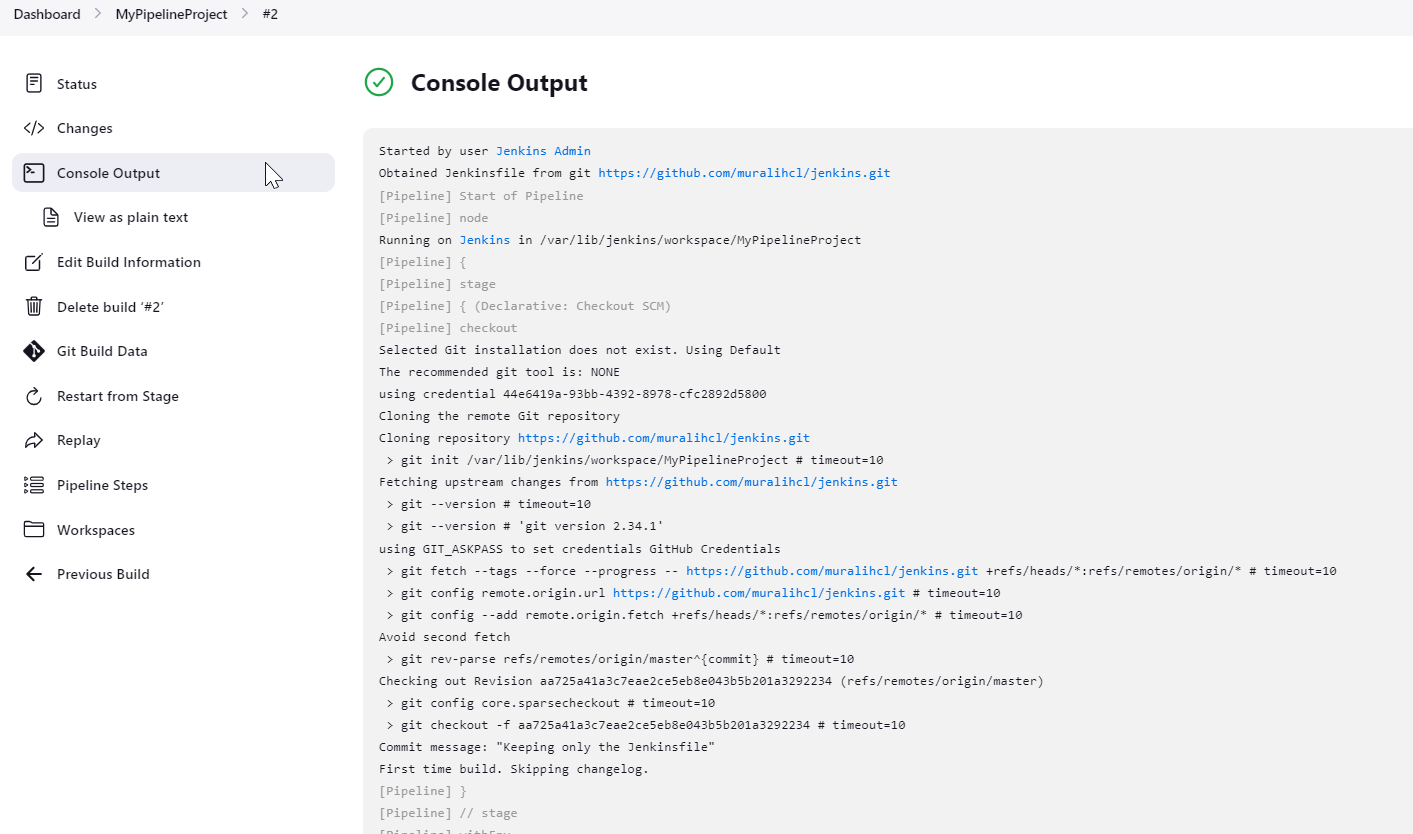 Dashboard > MyPipelineProject > #2
Status
Changes
Console Output
View as plain text
Edit Build Information
Delete build ‘#2’
Git Build Data
Restart from Stage
Replay
Pipeline Steps
Workspaces
Previous Build
Console Output
Started by user Jenkins Admin
Obtained Jenkinsfile from git https://github.com/muralihcl/jenkins.git
[Pipeline] Start of Pipeline
[Pipeline] node
Running on Jenkins in /var/lib/jenkins/workspace/MyPipelineProject
[Pipeline] {
[Pipeline] stage
[Pipeline] { (Declarative: Checkout SCM)
[Pipeline] checkout
Selected Git installation does not exist. Using Default
The recommended git tool is: NONE
using credential 44e6419a-93bb-4392-8978-cfc2892d5800
Cloning the remote Git repository
Cloning repository https://github.com/muralihcl/jenkins.git
 > git init /var/lib/jenkins/workspace/MyPipelineProject # timeout=10
Fetching upstream changes from https://github.com/muralihcl/jenkins.git
 > git --version # timeout=10
 > git --version # 'git version 2.34.1'
using GIT_ASKPASS to set credentials GitHub Credentials
 > git fetch --tags --force --progress -- https://github.com/muralihcl/jenkins.git +refs/heads/*:refs/remotes/origin/* # timeout=10
 > git config remote.origin.url https://github.com/muralihcl/jenkins.git # timeout=10
 > git config --add remote.origin.fetch +refs/heads/*:refs/remotes/origin/* # timeout=10
Avoid second fetch
 > git rev-parse refs/remotes/origin/master^{commit} # timeout=10
Checking out Revision aa725a41a3c7eae2ce5eb8e043b5b201a3292234 (refs/remotes/origin/master)
 > git config core.sparsecheckout # timeout=10
 > git checkout -f aa725a41a3c7eae2ce5eb8e043b5b201a3292234 # timeout=10
Commit message: "Keeping only the Jenkinsfile"
First time build. Skipping changelog.
[Pipeline] }
[Pipeline] // stage
[Pipeline] withEnv